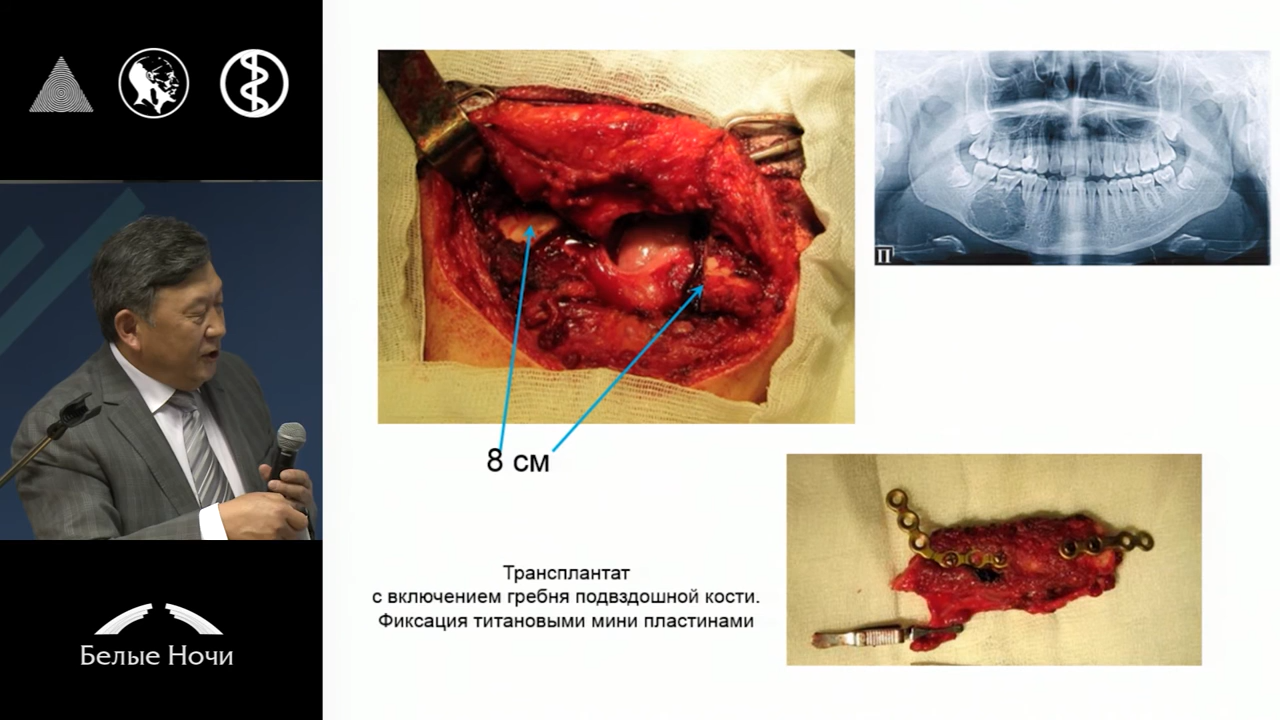 П
8 см
Трансплантат
с включением гребня подвздошной кости.
Фиксация титановыми мини пластинами
Белые Ночи